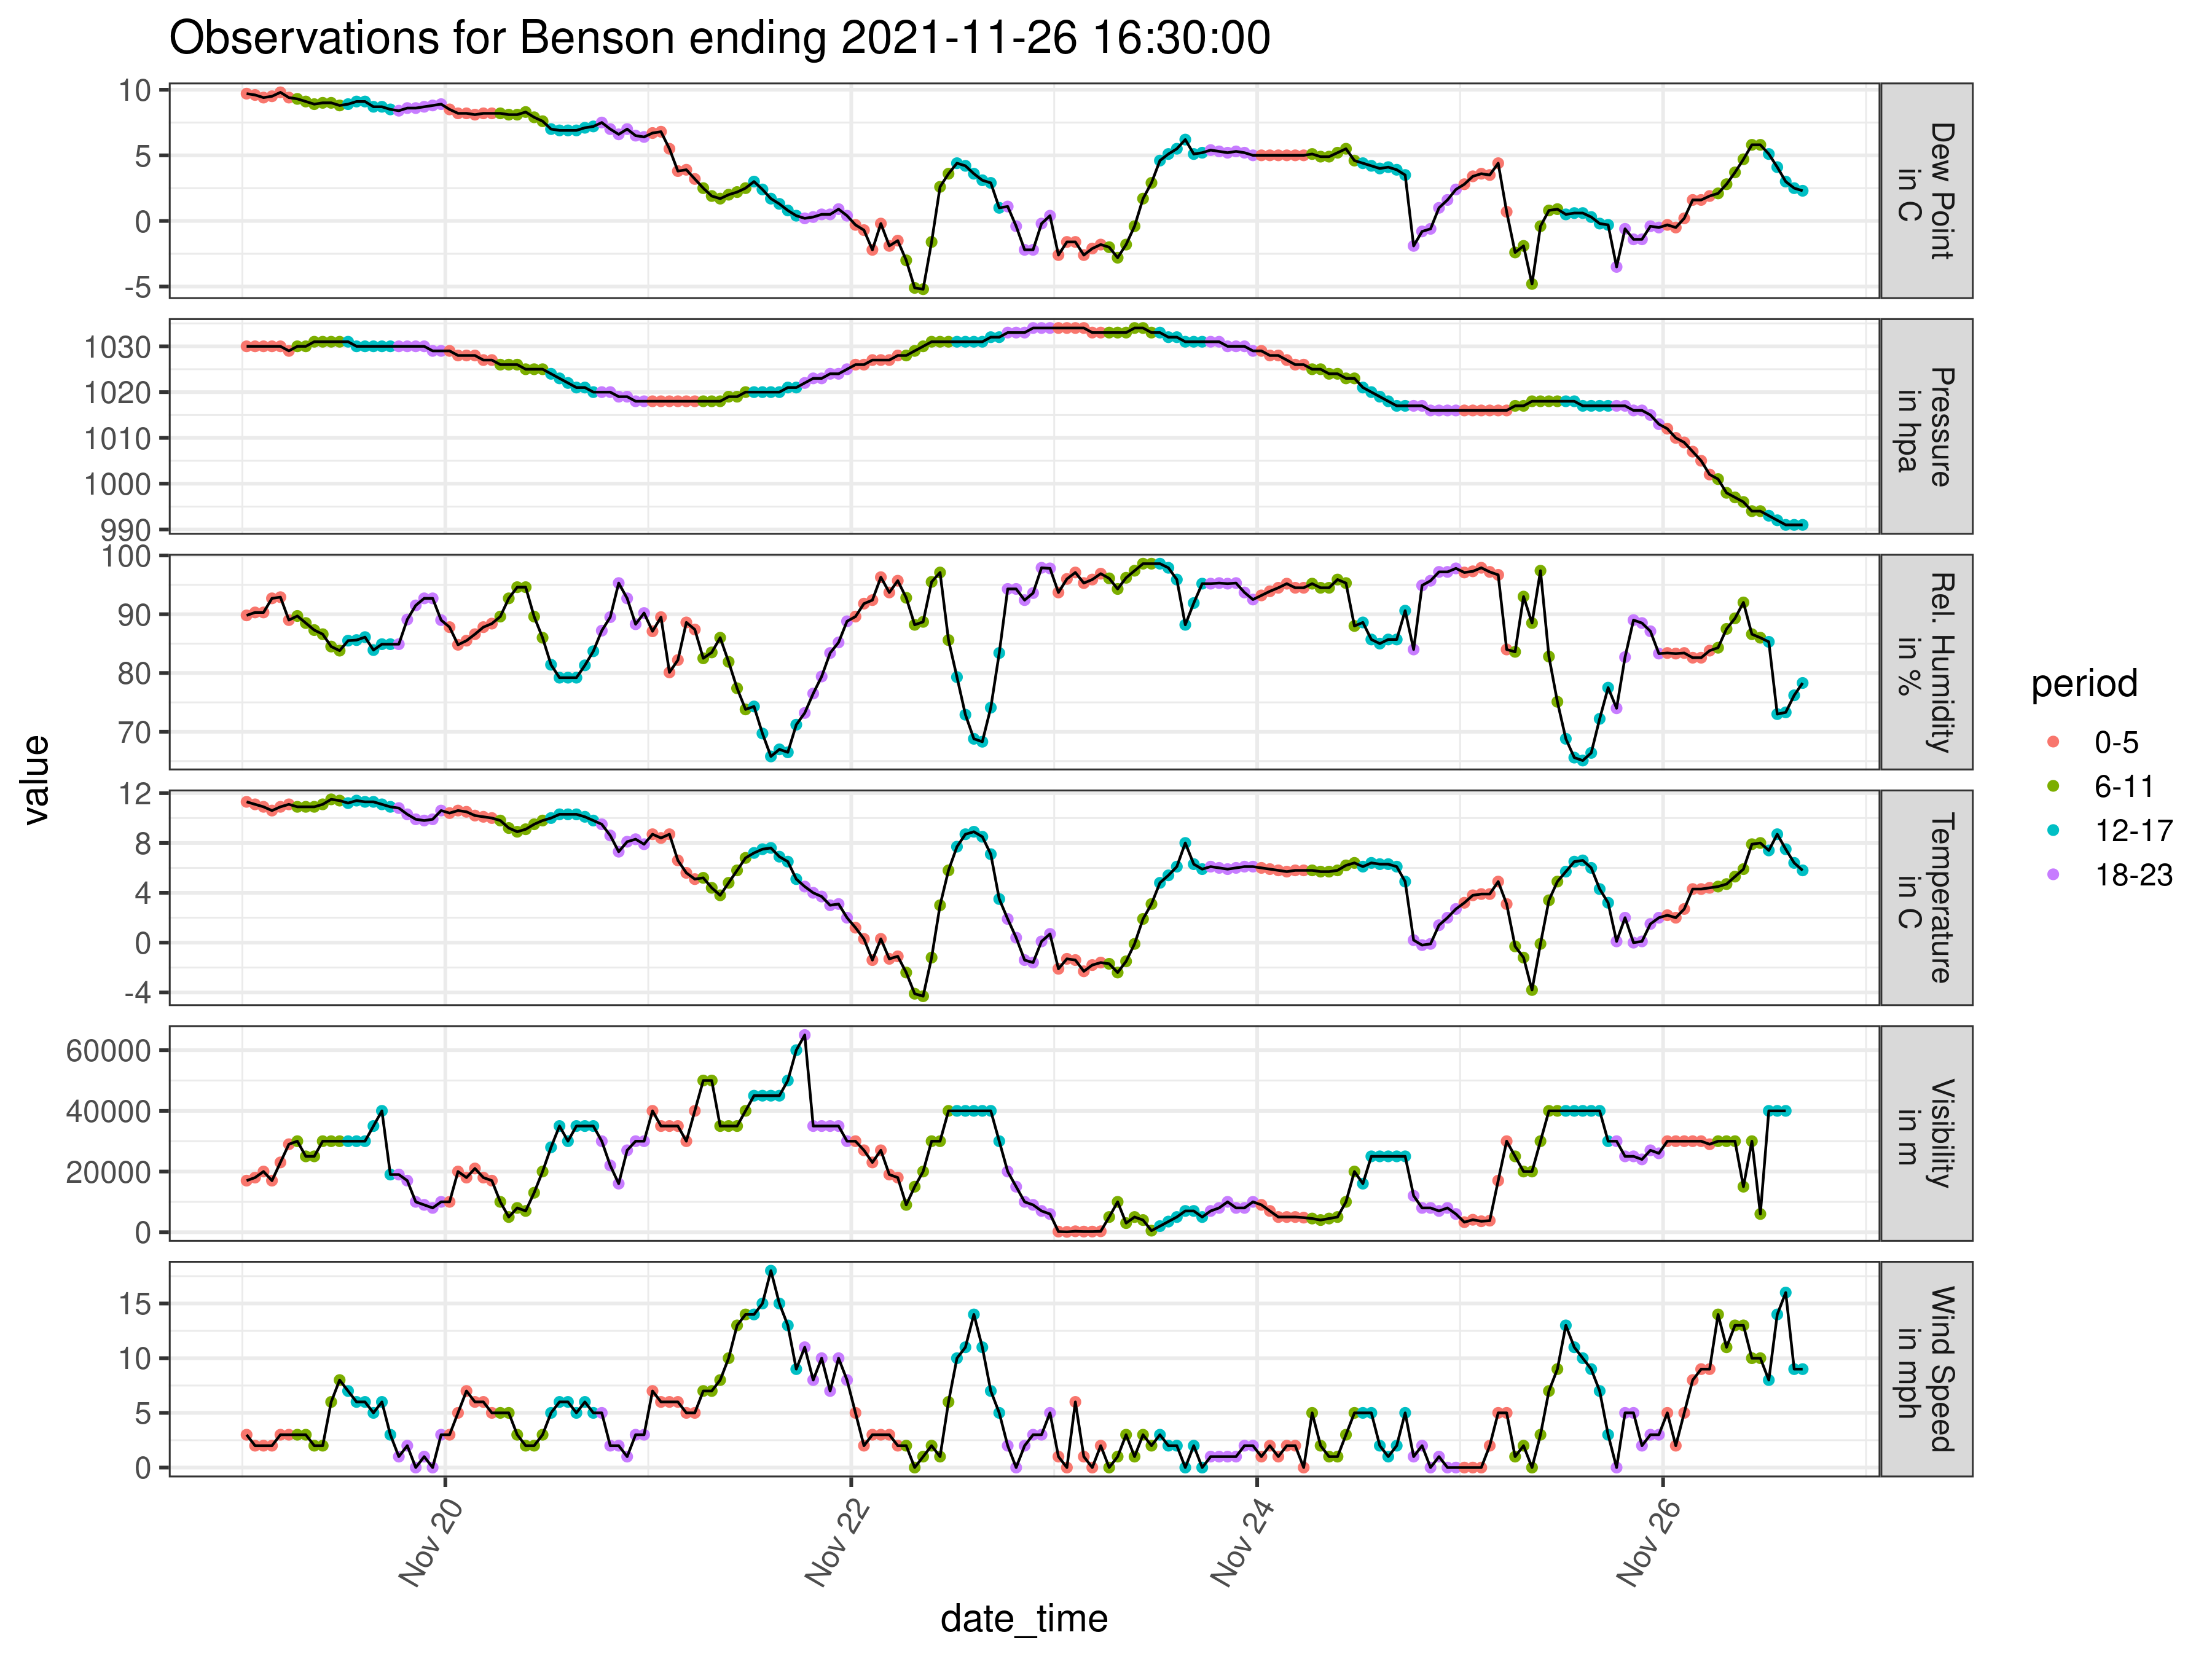 Observations for Benson ending 2021-11-26 16:30:00
value
10
5
0
-5
Dew Point
in C
1030
1020
1010
1000
990
Pressure
in hpa
100
90
80
70
Rel. Humidity
in %
12
8
4
0
-4
Temperature
in C
60000
40000
20000
0
Visibility
in m
15
10
5
0
Wind Speed
in mph
Nov 20
Nov 22
Nov 24
Nov 26
date_time
period
0-5
6-11
12-17
18-23